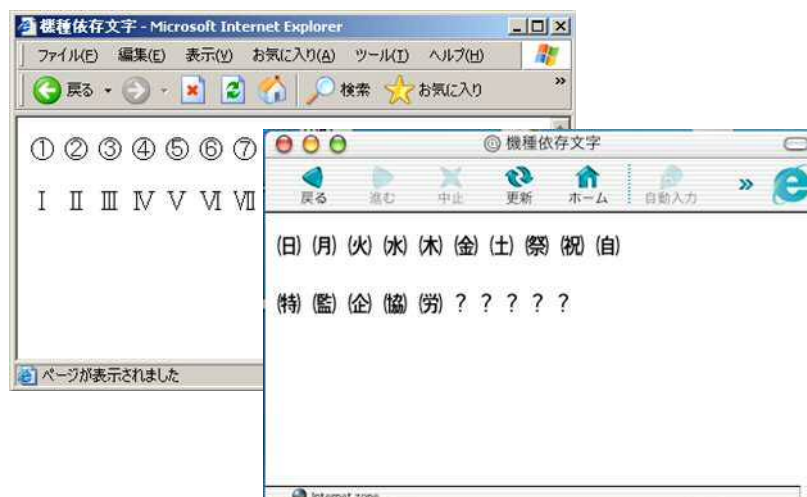 機種依存文字 - Microsoft Internet Explorer
ファイル(F) 編集(E) 表示(V) お気に入り(A) ツール(T) ヘルプ(H)
戻る 検索 お気に入り »
① ② ③ ④ ⑤ ⑥ ⑦
Ⅰ Ⅱ Ⅲ Ⅳ Ⅴ Ⅵ Ⅶ
ページが表示されました
機種依存文字
戻る 進む 中止 更新 ホーム 自動入力 »
㈰ ㈪ ㈫ ㈬ ㈭ ㈮ ㈯ ㉀ ㈷ ㉂
㈵ ㈼ ㈽ ㈿ ㈸ ? ? ? ? ?
Internet zone